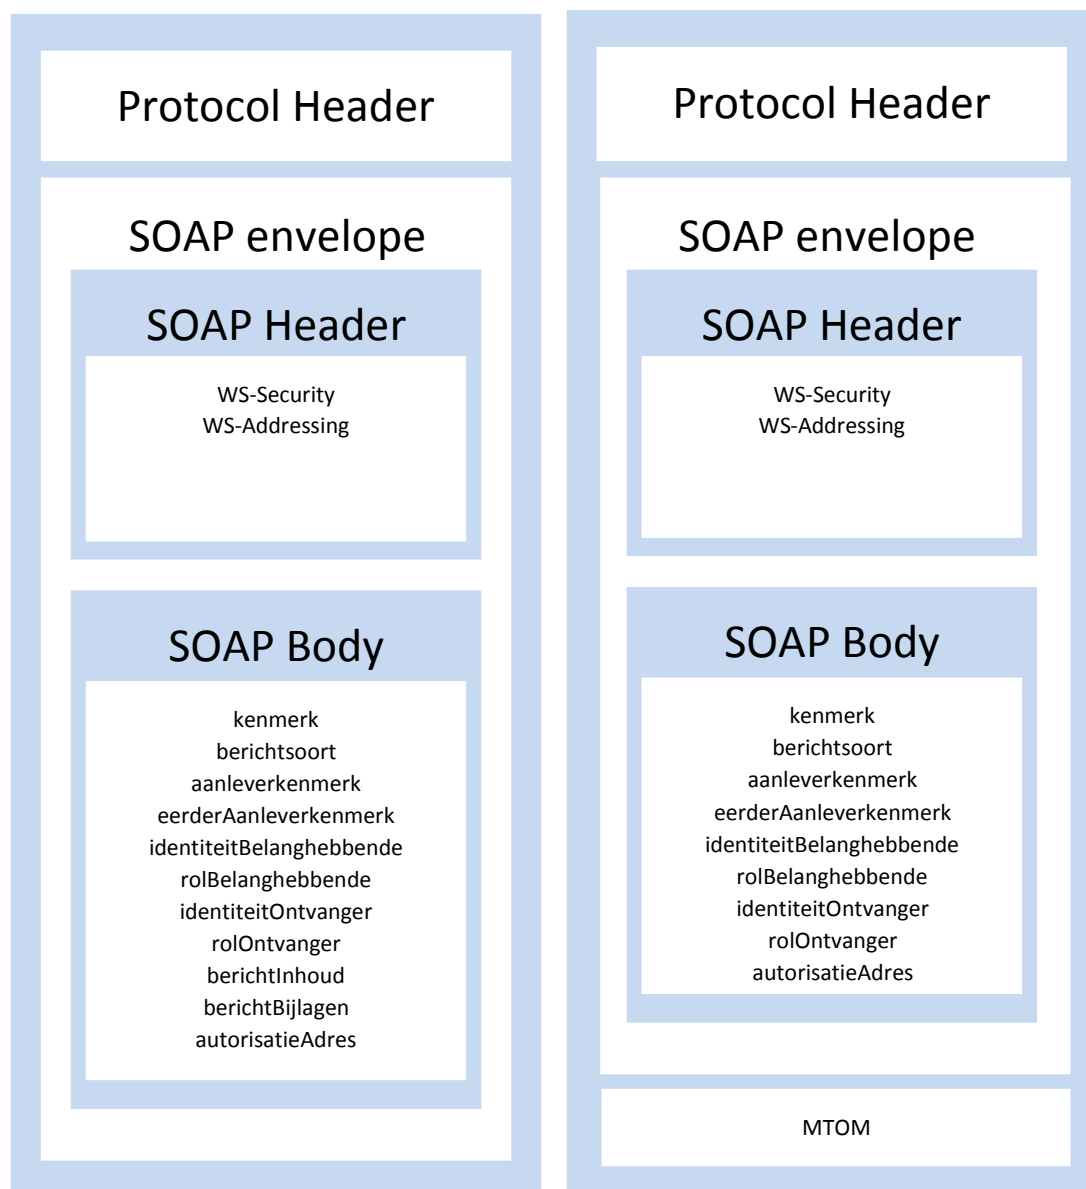 Protocol Header
SOAP envelope
SOAP Header
WS-Security
WS-Addressing
SOAP Body
kenmerk
berichtsoort
aanleverkenmerk
eerderAanleverkenmerk
identiteitBelanghebbende
rolBelanghebbende
identiteitOntvanger
rolOntvanger
berichtInhoud
berichtBijlagen
autorisatieAdres
Protocol Header
SOAP envelope
SOAP Header
WS-Security
WS-Addressing
SOAP Body
kenmerk
berichtsoort
aanleverkenmerk
eerderAanleverkenmerk
identiteitBelanghebbende
rolBelanghebbende
identiteitOntvanger
rolOntvanger
autorisatieAdres
MTOM